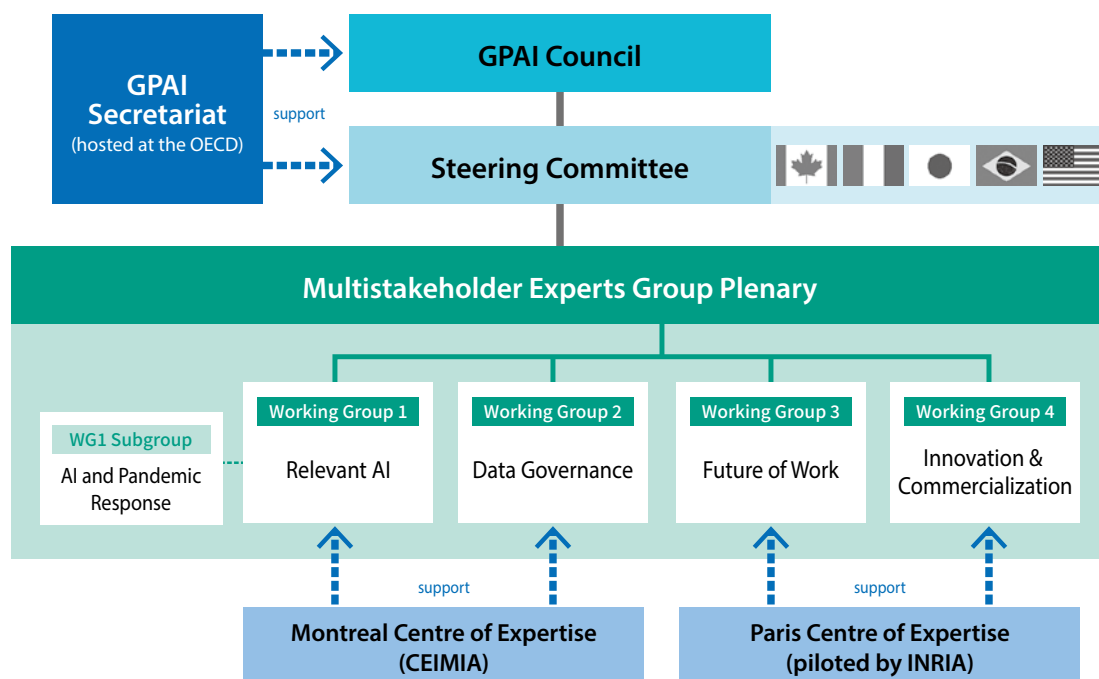 GPAI
Secretariat
(hosted at the OECD)
support
GPAI Council
Steering Committee
Multistakeholder Experts Group Plenary
WG1 Subgroup
AI and Pandemic
Response
Working Group 1
Relevant AI
Working Group 2
Data Governance
Working Group 3
Future of Work
Working Group 4
Innovation &
Commercialization
support
support
Montreal Centre of Expertise
(CEIMIA)
Paris Centre of Expertise
(piloted by INRIA)